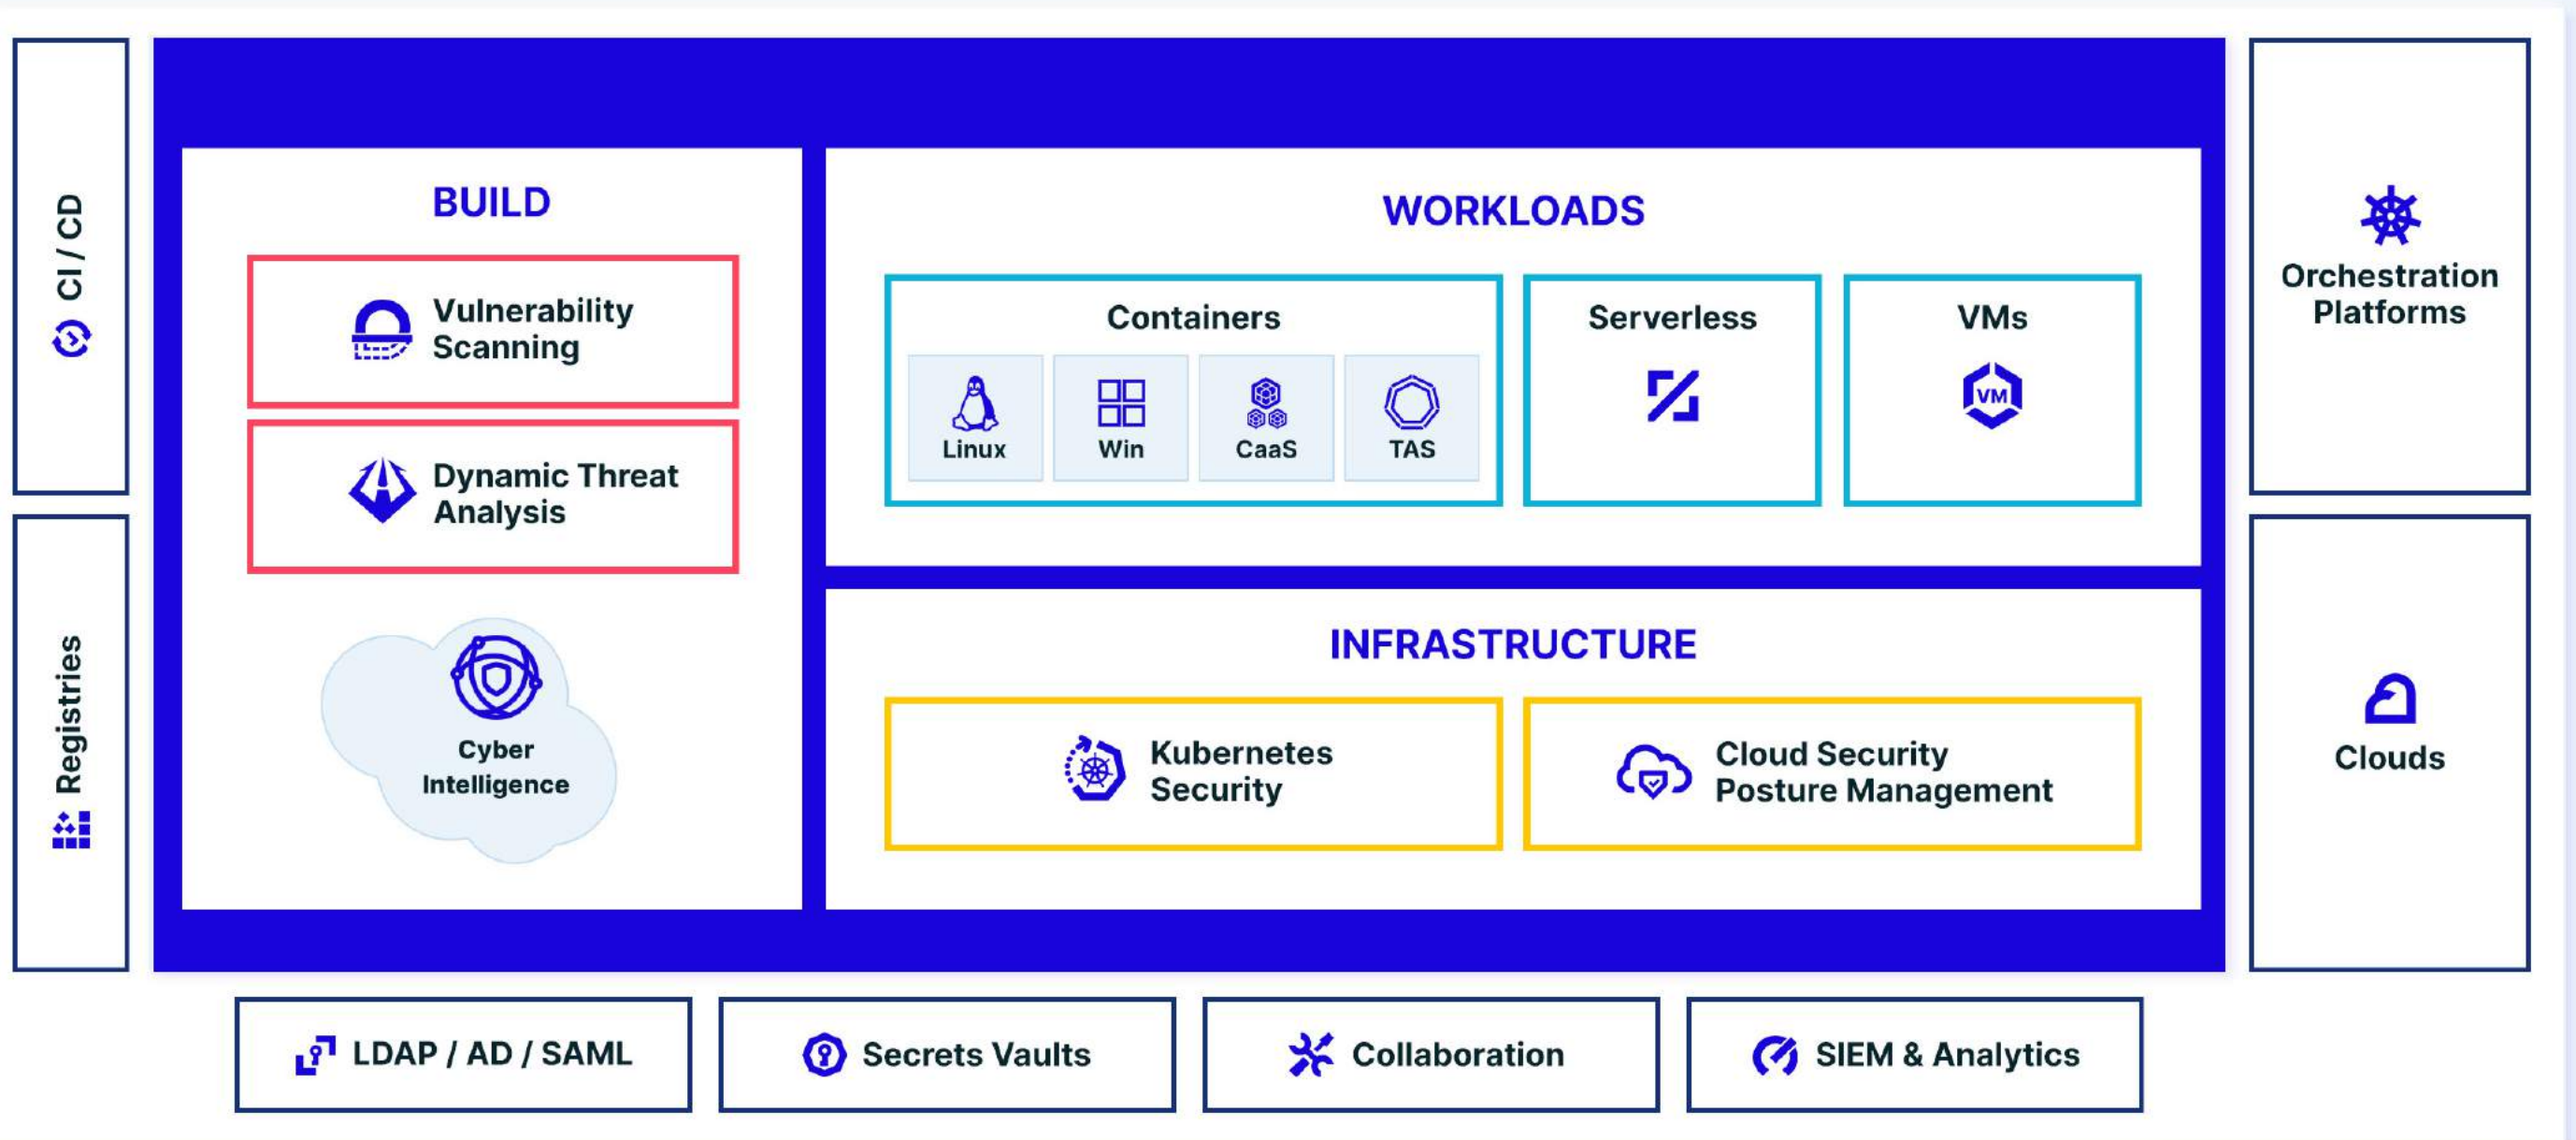 CI / CD
Registries
BUILD
Vulnerability
Scanning
Dynamic Threat
Analysis
Cyber
Intelligence
WORKLOADS
Containers
Linux
Win
CaaS
TAS
Serverless
VMs
VM
INFRASTRUCTURE
Kubernetes
Security
Cloud Security
Posture Management
Orchestration
Platforms
Clouds
LDAP / AD / SAML
Secrets Vaults
Collaboration
SIEM & Analytics